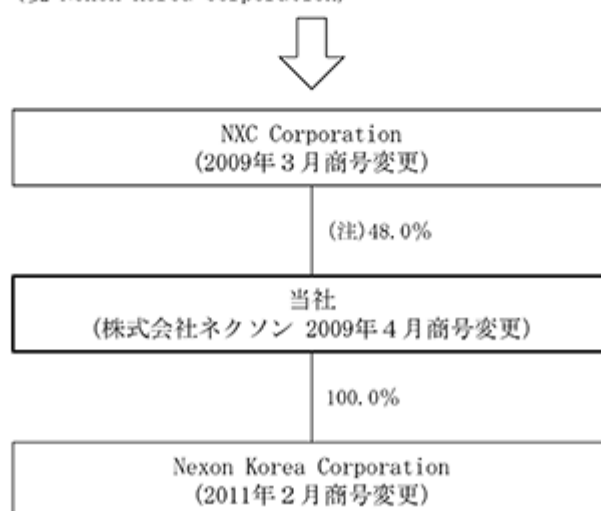 NXC Corporation
(2009年3月商号変更)
(注)48.0%
当社
(株式会社ネクソン 2009年4月商号変更)
100.0%
Nexon Korea Corporation
(2011年2月商号変更)